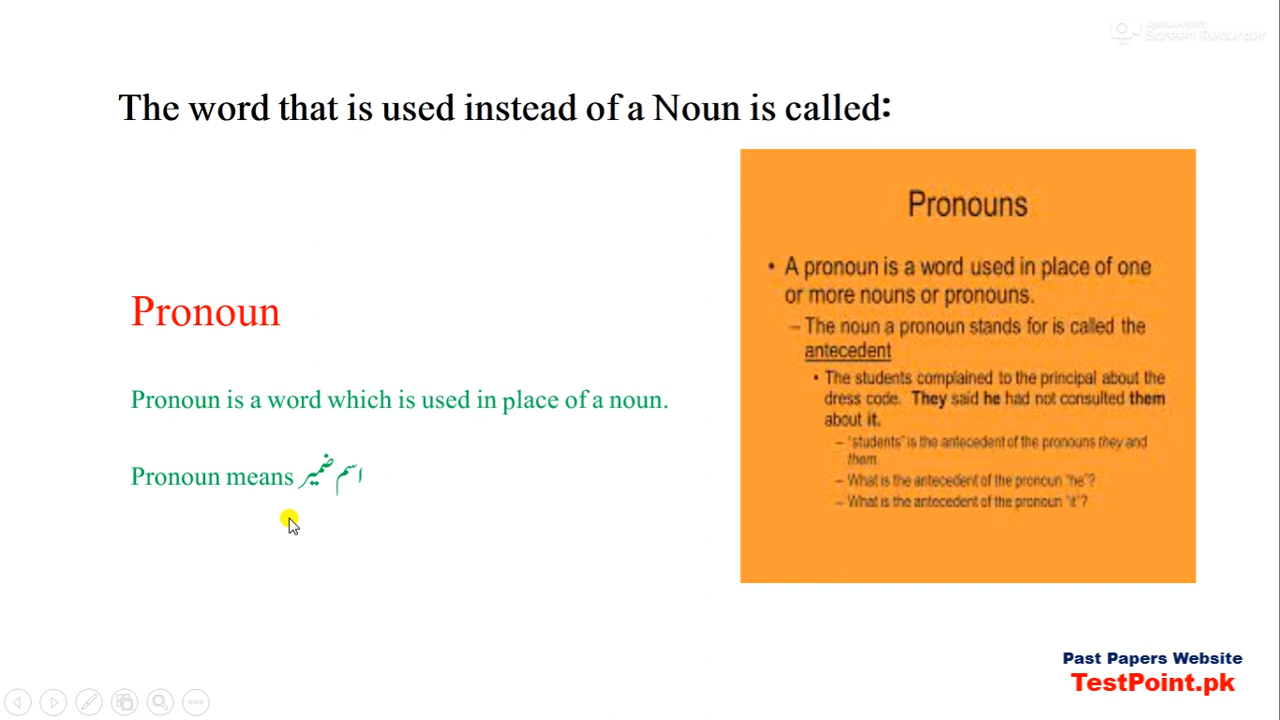 Apowersoft
Screen Recorder
The word that is used instead of a Noun is called:
Pronoun
Pronoun is a word which is used in place of a noun.
Pronoun means اسم ضمیر
Pronouns
• A pronoun is a word used in place of one
or more nouns or pronouns.
– The noun a pronoun stands for is called the
antecedent
• The students complained to the principal about the
dress code. They said he had not consulted them
about it.
– "students" is the antecedent of the pronouns they and
them
– What is the antecedent of the pronoun "he"?
– What is the antecedent of the pronoun "it"?
Past Papers Website
TestPoint.pk